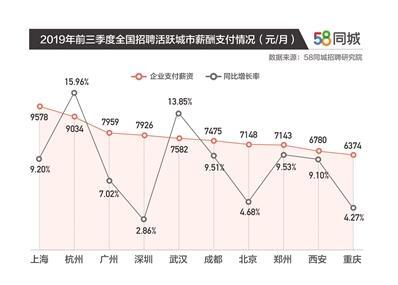 2019年前三季度全国招聘活跃城市薪酬支付情况（元/月）
58同城
数据来源：58同城招聘研究院
企业支付薪资 同比增长率
15.96% 13.85%
9578 9034 7959 7926 7582 7475 7148 7143 6780 6374
9.20% 7.02% 2.86% 9.51% 4.68% 9.53% 9.10% 4.27%
上海 杭州 广州 深圳 武汉 成都 北京 郑州 西安 重庆